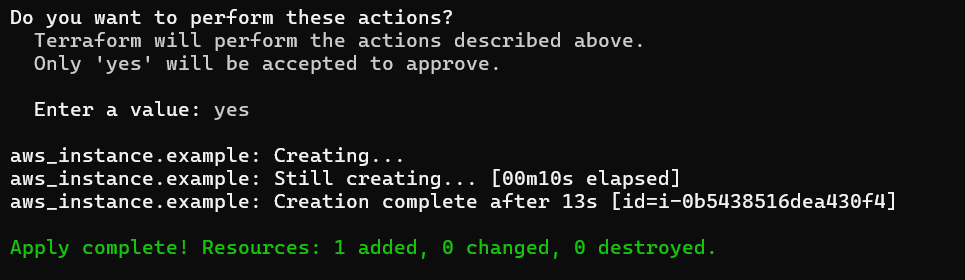 Do you want to perform these actions?
Terraform will perform the actions described above.
Only 'yes' will be accepted to approve.
Enter a value: yes
aws_instance.example: Creating...
aws_instance.example: Still creating... [00m10s elapsed]
aws_instance.example: Creation complete after 13s [id=i-0b5438516dea430f4]
Apply complete! Resources: 1 added, 0 changed, 0 destroyed.